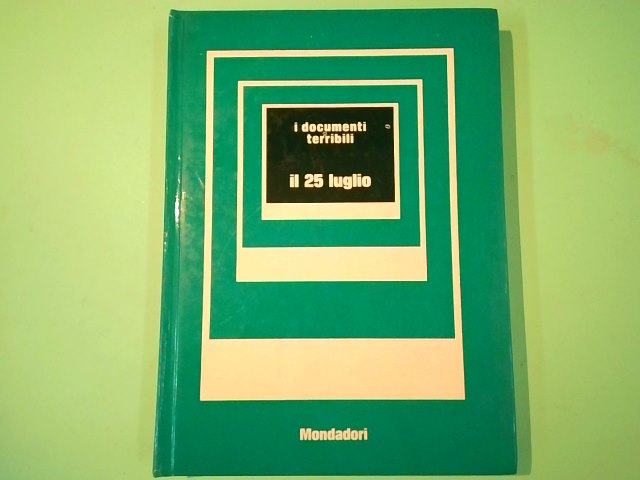 i documenti
terribili
il 25 luglio
Mondadori